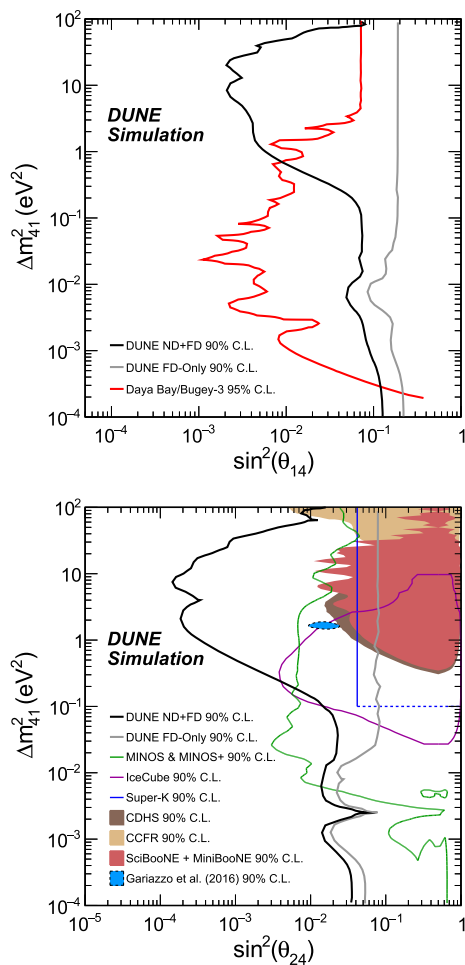 10²
10
1
10⁻¹
10⁻²
10⁻³
10⁻⁴
Δm²₄₁ (eV²)
DUNE
Simulation
DUNE ND+FD 90% C.L.
DUNE FD-Only 90% C.L.
Daya Bay/Bugey-3 95% C.L.
10⁻⁴ 10⁻³ 10⁻² 10⁻¹ 1
sin²(θ₁₄)
10²
10
1
10⁻¹
10⁻²
10⁻³
10⁻⁴
Δm²₄₁ (eV²)
DUNE
Simulation
DUNE ND+FD 90% C.L.
DUNE FD-Only 90% C.L.
MINOS & MINOS+ 90% C.L.
IceCube 90% C.L.
Super-K 90% C.L.
CDHS 90% C.L.
CCFR 90% C.L.
SciBooNE + MiniBooNE 90% C.L.
Gariazzo et al. (2016) 90% C.L.
10⁻⁵ 10⁻⁴ 10⁻³ 10⁻² 10⁻¹ 1
sin²(θ₂₄)